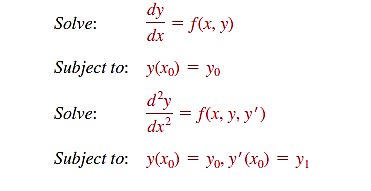 Solve: dy/dx = f(x, y)
Subject to: y(x₀) = y₀
Solve: d²y/dx² = f(x, y, y′)
Subject to: y(x₀) = y₀, y′(x₀) = y₁